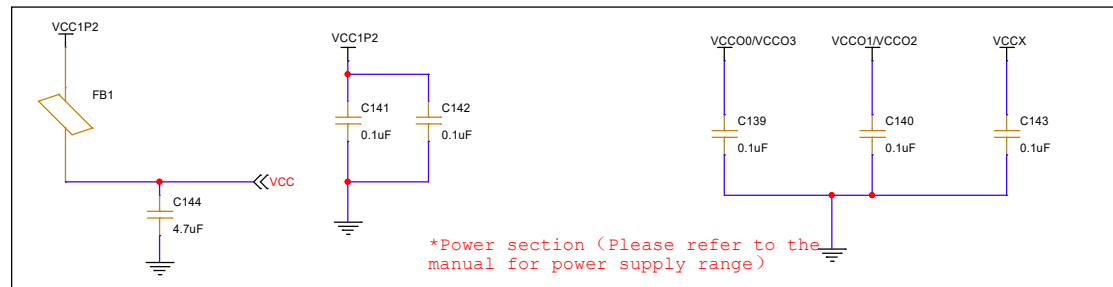 VCC1P2
FB1
VCC
C144
4.7uF
VCC1P2
C141
0.1uF
C142
0.1uF
VCCO0/VCCO3
VCCO1/VCCO2
VCCX
C139
0.1uF
C140
0.1uF
C143
0.1uF
*Power section（Please refer to the
manual for power supply range）